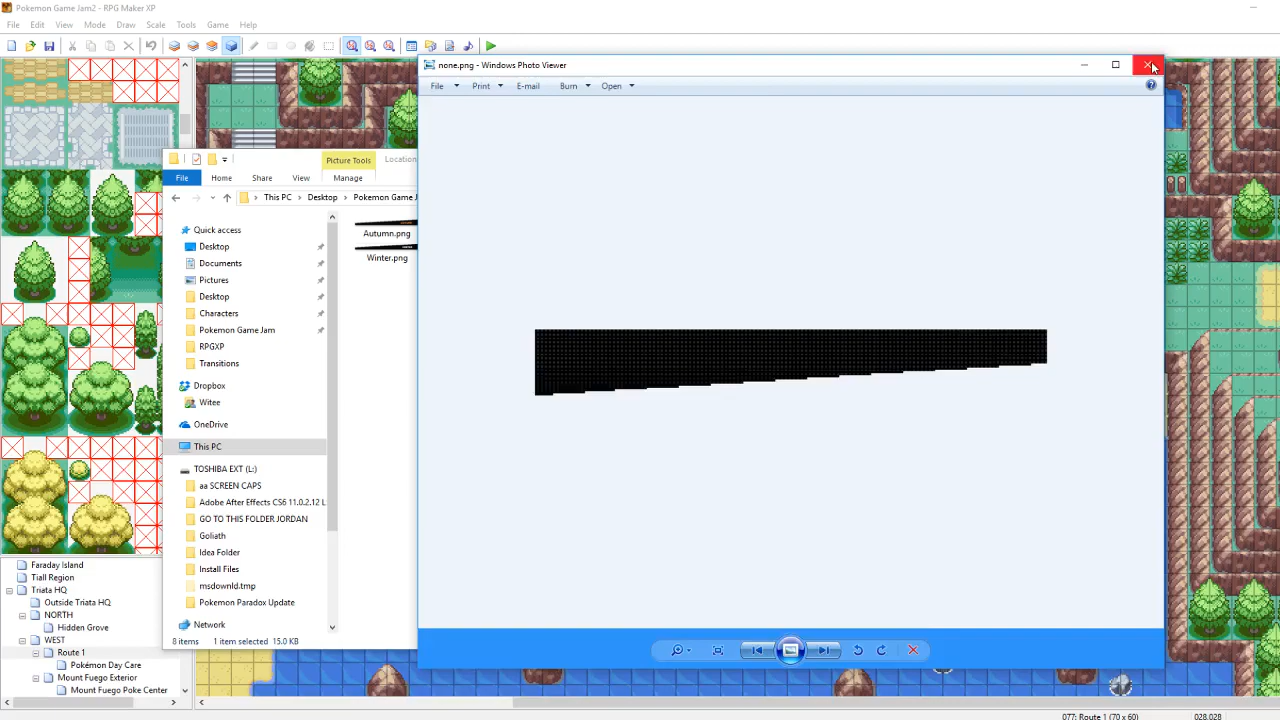 Pokemon Game Jam2 - RPG Maker XP
File Edit View Mode Draw Scale Tools Game Help
none.png - Windows Photo Viewer
File Print E-mail Burn Open
Picture Tools Location
File Home Share View Manage
This PC Desktop Pokemon Game J
Quick access
Desktop
Documents
Pictures
Desktop
Characters
Pokemon Game Jam
RPGXP
Transitions
Dropbox
Witee
OneDrive
This PC
TOSHIBA EXT (L:)
aa SCREEN CAPS
Adobe After Effects CS6 11.0.2.12 L
GO TO THIS FOLDER JORDAN
Goliath
Idea Folder
Install Files
msdownld.tmp
Pokemon Paradox Update
Network
Autumn.png
Winter.png
8 items 1 item selected 15.0 KB
Faraday Island
Tiall Region
Triata HQ
Outside Triata HQ
NORTH
Hidden Grove
WEST
Route 1
Pokémon Day Care
Mount Fuego Exterior
Mount Fuego Poke Center
077: Route 1 (70 x 60) 028,028